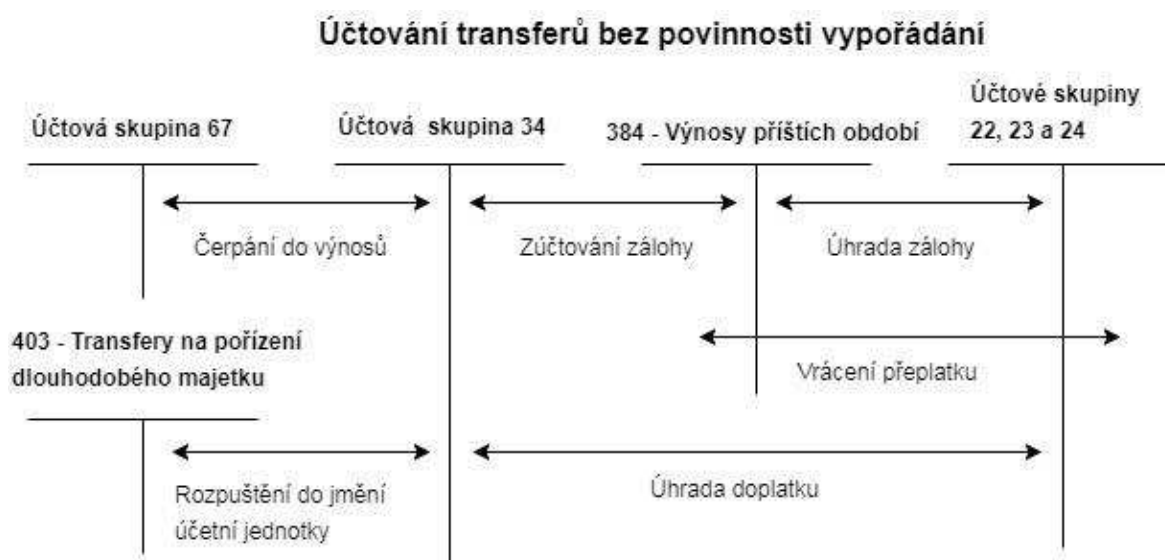 Účtování transferů bez povinnosti vypořádání
Účtová skupina 67
Účtová skupina 34
384 - Výnosy příštích období
Účtové skupiny
22, 23 a 24
Čerpání do výnosů
Zúčtování zálohy
Úhrada zálohy
403 - Transfery na pořízení
dlouhodobého majetku
Vrácení přeplatku
Rozpuštění do jmění
účetní jednotky
Úhrada doplatku